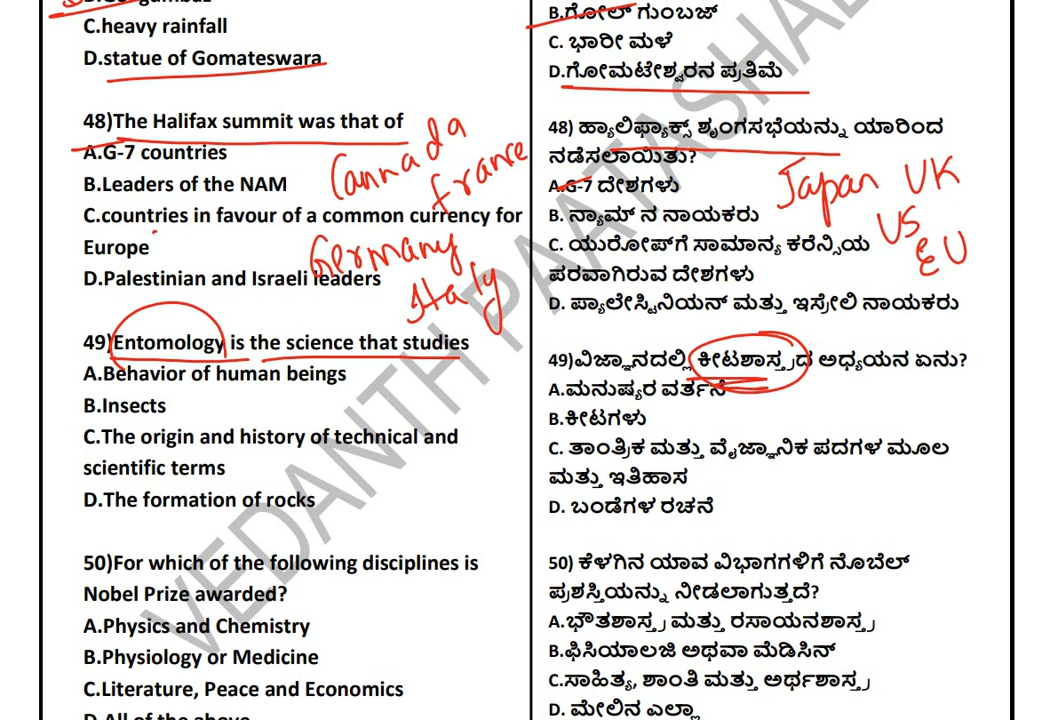 C.heavy rainfall
D.statue of Gomateswara
48)The Halifax summit was that of
A.G-7 countries
B.Leaders of the NAM
C.countries in favour of a common currency for
Europe
D.Palestinian and Israeli leaders
Cannada
france
Germany
Italy
49)Entomology is the science that studies
A.Behavior of human beings
B.Insects
C.The origin and history of technical and
scientific terms
D.The formation of rocks
50)For which of the following disciplines is
Nobel Prize awarded?
A.Physics and Chemistry
B.Physiology or Medicine
C.Literature, Peace and Economics
D.All of the above
B.ಗೋಲ್ ಗುಂಬಜ್
C. ಭಾರೀ ಮಳೆ
D.ಗೋಮಟೇಶ್ವರನ ಪ್ರತಿಮೆ
48) ಹ್ಯಾಲಿಫ್ಯಾಕ್ಸ್ ಶೃಂಗಸಭೆಯನ್ನು ಯಾರಿಂದ
ನಡೆಸಲಾಯಿತು?
A.G-7 ದೇಶಗಳು
B. ನ್ಯಾಮ್ ನ ನಾಯಕರು
C. ಯುರೋಪ್‌ಗೆ ಸಾಮಾನ್ಯ ಕರೆನ್ಸಿಯ
ಪರವಾಗಿರುವ ದೇಶಗಳು
D. ಪ್ಯಾಲೇಸ್ಟಿನಿಯನ್ ಮತ್ತು ಇಸ್ರೇಲಿ ನಾಯಕರು
Japan UK
US
EU
49)ವಿಜ್ಞಾನದಲ್ಲಿ ಕೀಟಶಾಸ್ತ್ರದ ಅಧ್ಯಯನ ಏನು?
A.ಮನುಷ್ಯರ ವರ್ತನೆ
B.ಕೀಟಗಳು
C. ತಾಂತ್ರಿಕ ಮತ್ತು ವೈಜ್ಞಾನಿಕ ಪದಗಳ ಮೂಲ
ಮತ್ತು ಇತಿಹಾಸ
D. ಬಂಡೆಗಳ ರಚನೆ
50) ಕೆಳಗಿನ ಯಾವ ವಿಭಾಗಗಳಿಗೆ ನೊಬೆಲ್
ಪ್ರಶಸ್ತಿಯನ್ನು ನೀಡಲಾಗುತ್ತದೆ?
A.ಭೌತಶಾಸ್ತ್ರ ಮತ್ತು ರಸಾಯನಶಾಸ್ತ್ರ
B.ಫಿಸಿಯಾಲಜಿ ಅಥವಾ ಮೆಡಿಸಿನ್
C.ಸಾಹಿತ್ಯ, ಶಾಂತಿ ಮತ್ತು ಅರ್ಥಶಾಸ್ತ್ರ
D. ಮೇಲಿನ ಎಲ್ಲಾ
VEDANTH PAATASHAL